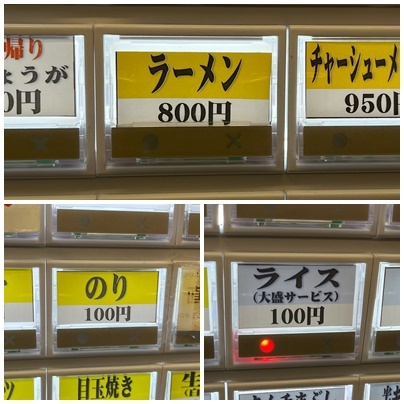 帰り
ょうが
0円
ラーメン
800円
チャーシューメ
950円
のり
100円
ライス
(大盛サービス)
100円
目玉焼き